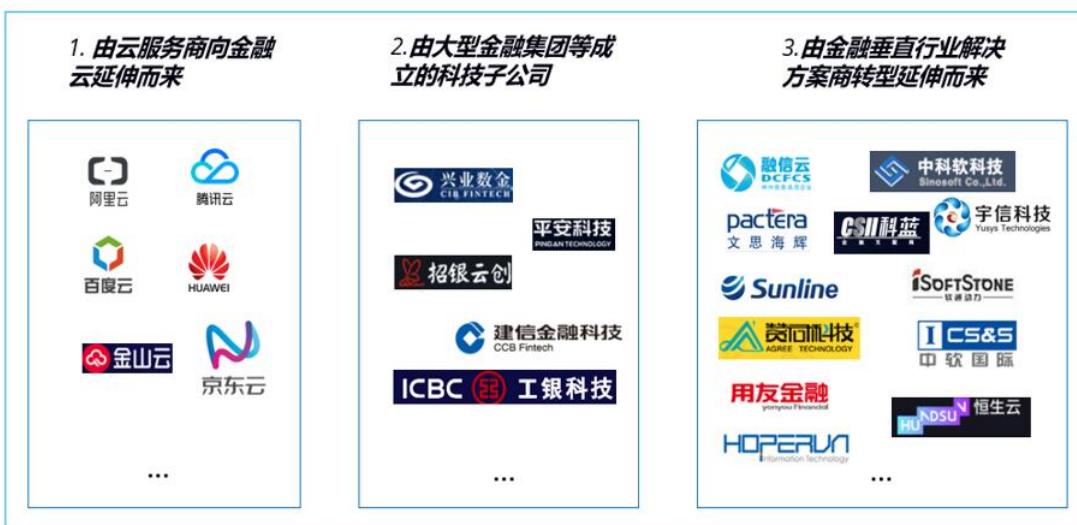 1. 由云服务商向金融
云延伸而来
阿里云
腾讯云
百度云
HUAWEI
金山云
京东云
...
2.由大型金融集团等成
立的科技子公司
兴业数金
CIB FINTECH
平安科技
PINGAN TECHNOLOGY
招银云创
建信金融科技
CCB Fintech
ICBC 工银科技
...
3.由金融垂直行业解决
方案商转型延伸而来
融信云
DCFCS
中科软科技
Sinosoft Co.,Ltd.
pactera
文思海辉
CSII科蓝
宇信科技
Yusys Technologies
Sunline
iSOFTSTONE
软通动力
赞同科技
AGREE TECHNOLOGY
CS&S
中软国际
用友金融
yonyou Financial
HUNDSUN 恒生云
HOPERUN
Information Technology
...